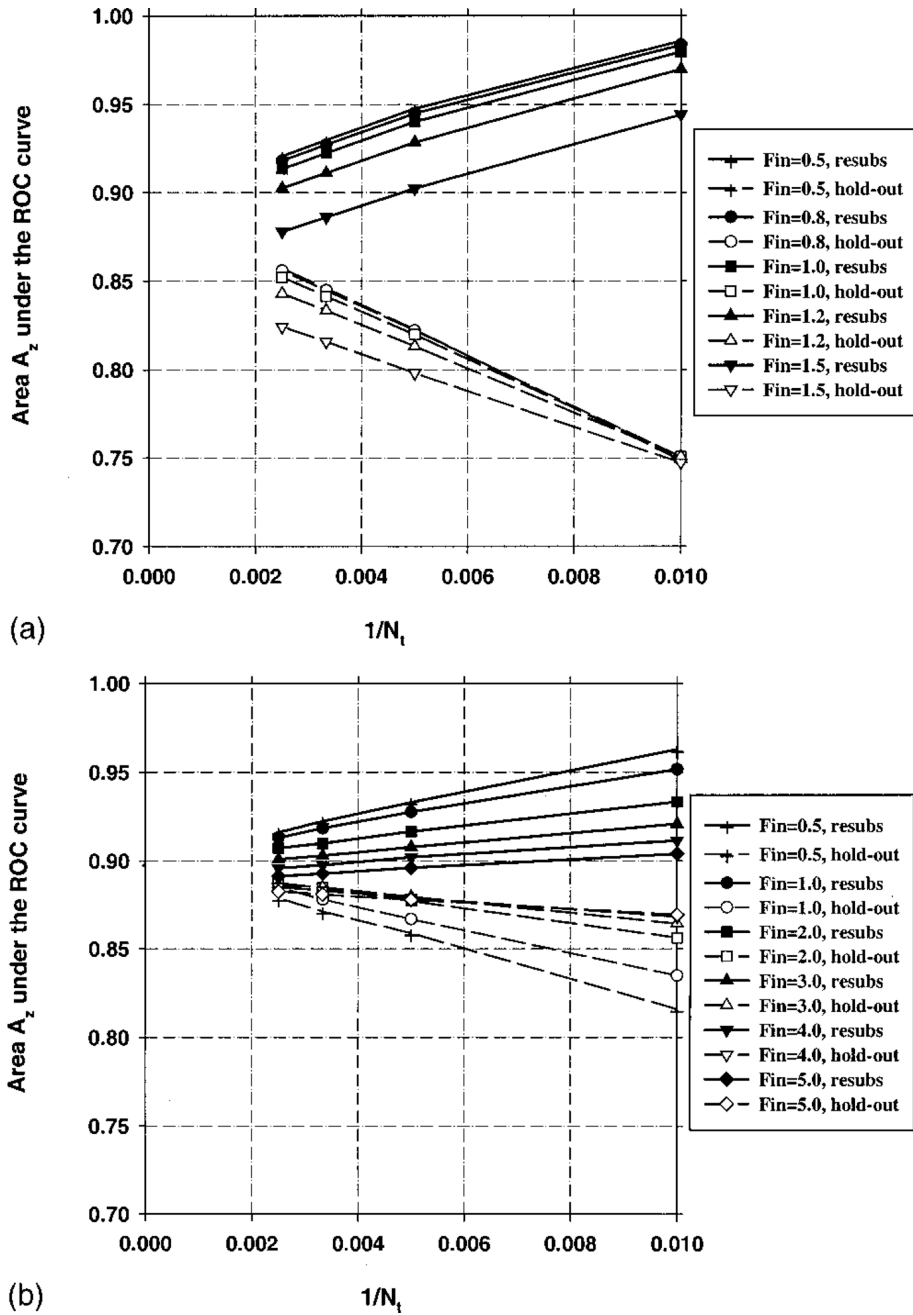 1.00
0.95
0.90
0.85
0.80
0.75
0.70
Area Az under the ROC curve
0.000 0.002 0.004 0.006 0.008 0.010
1/Nt
Fin=0.5, resubs
Fin=0.5, hold-out
Fin=0.8, resubs
Fin=0.8, hold-out
Fin=1.0, resubs
Fin=1.0, hold-out
Fin=1.2, resubs
Fin=1.2, hold-out
Fin=1.5, resubs
Fin=1.5, hold-out
(a)
1.00
0.95
0.90
0.85
0.80
0.75
0.70
Area Az under the ROC curve
0.000 0.002 0.004 0.006 0.008 0.010
1/Nt
Fin=0.5, resubs
Fin=0.5, hold-out
Fin=1.0, resubs
Fin=1.0, hold-out
Fin=2.0, resubs
Fin=2.0, hold-out
Fin=3.0, resubs
Fin=3.0, hold-out
Fin=4.0, resubs
Fin=4.0, hold-out
Fin=5.0, resubs
Fin=5.0, hold-out
(b)